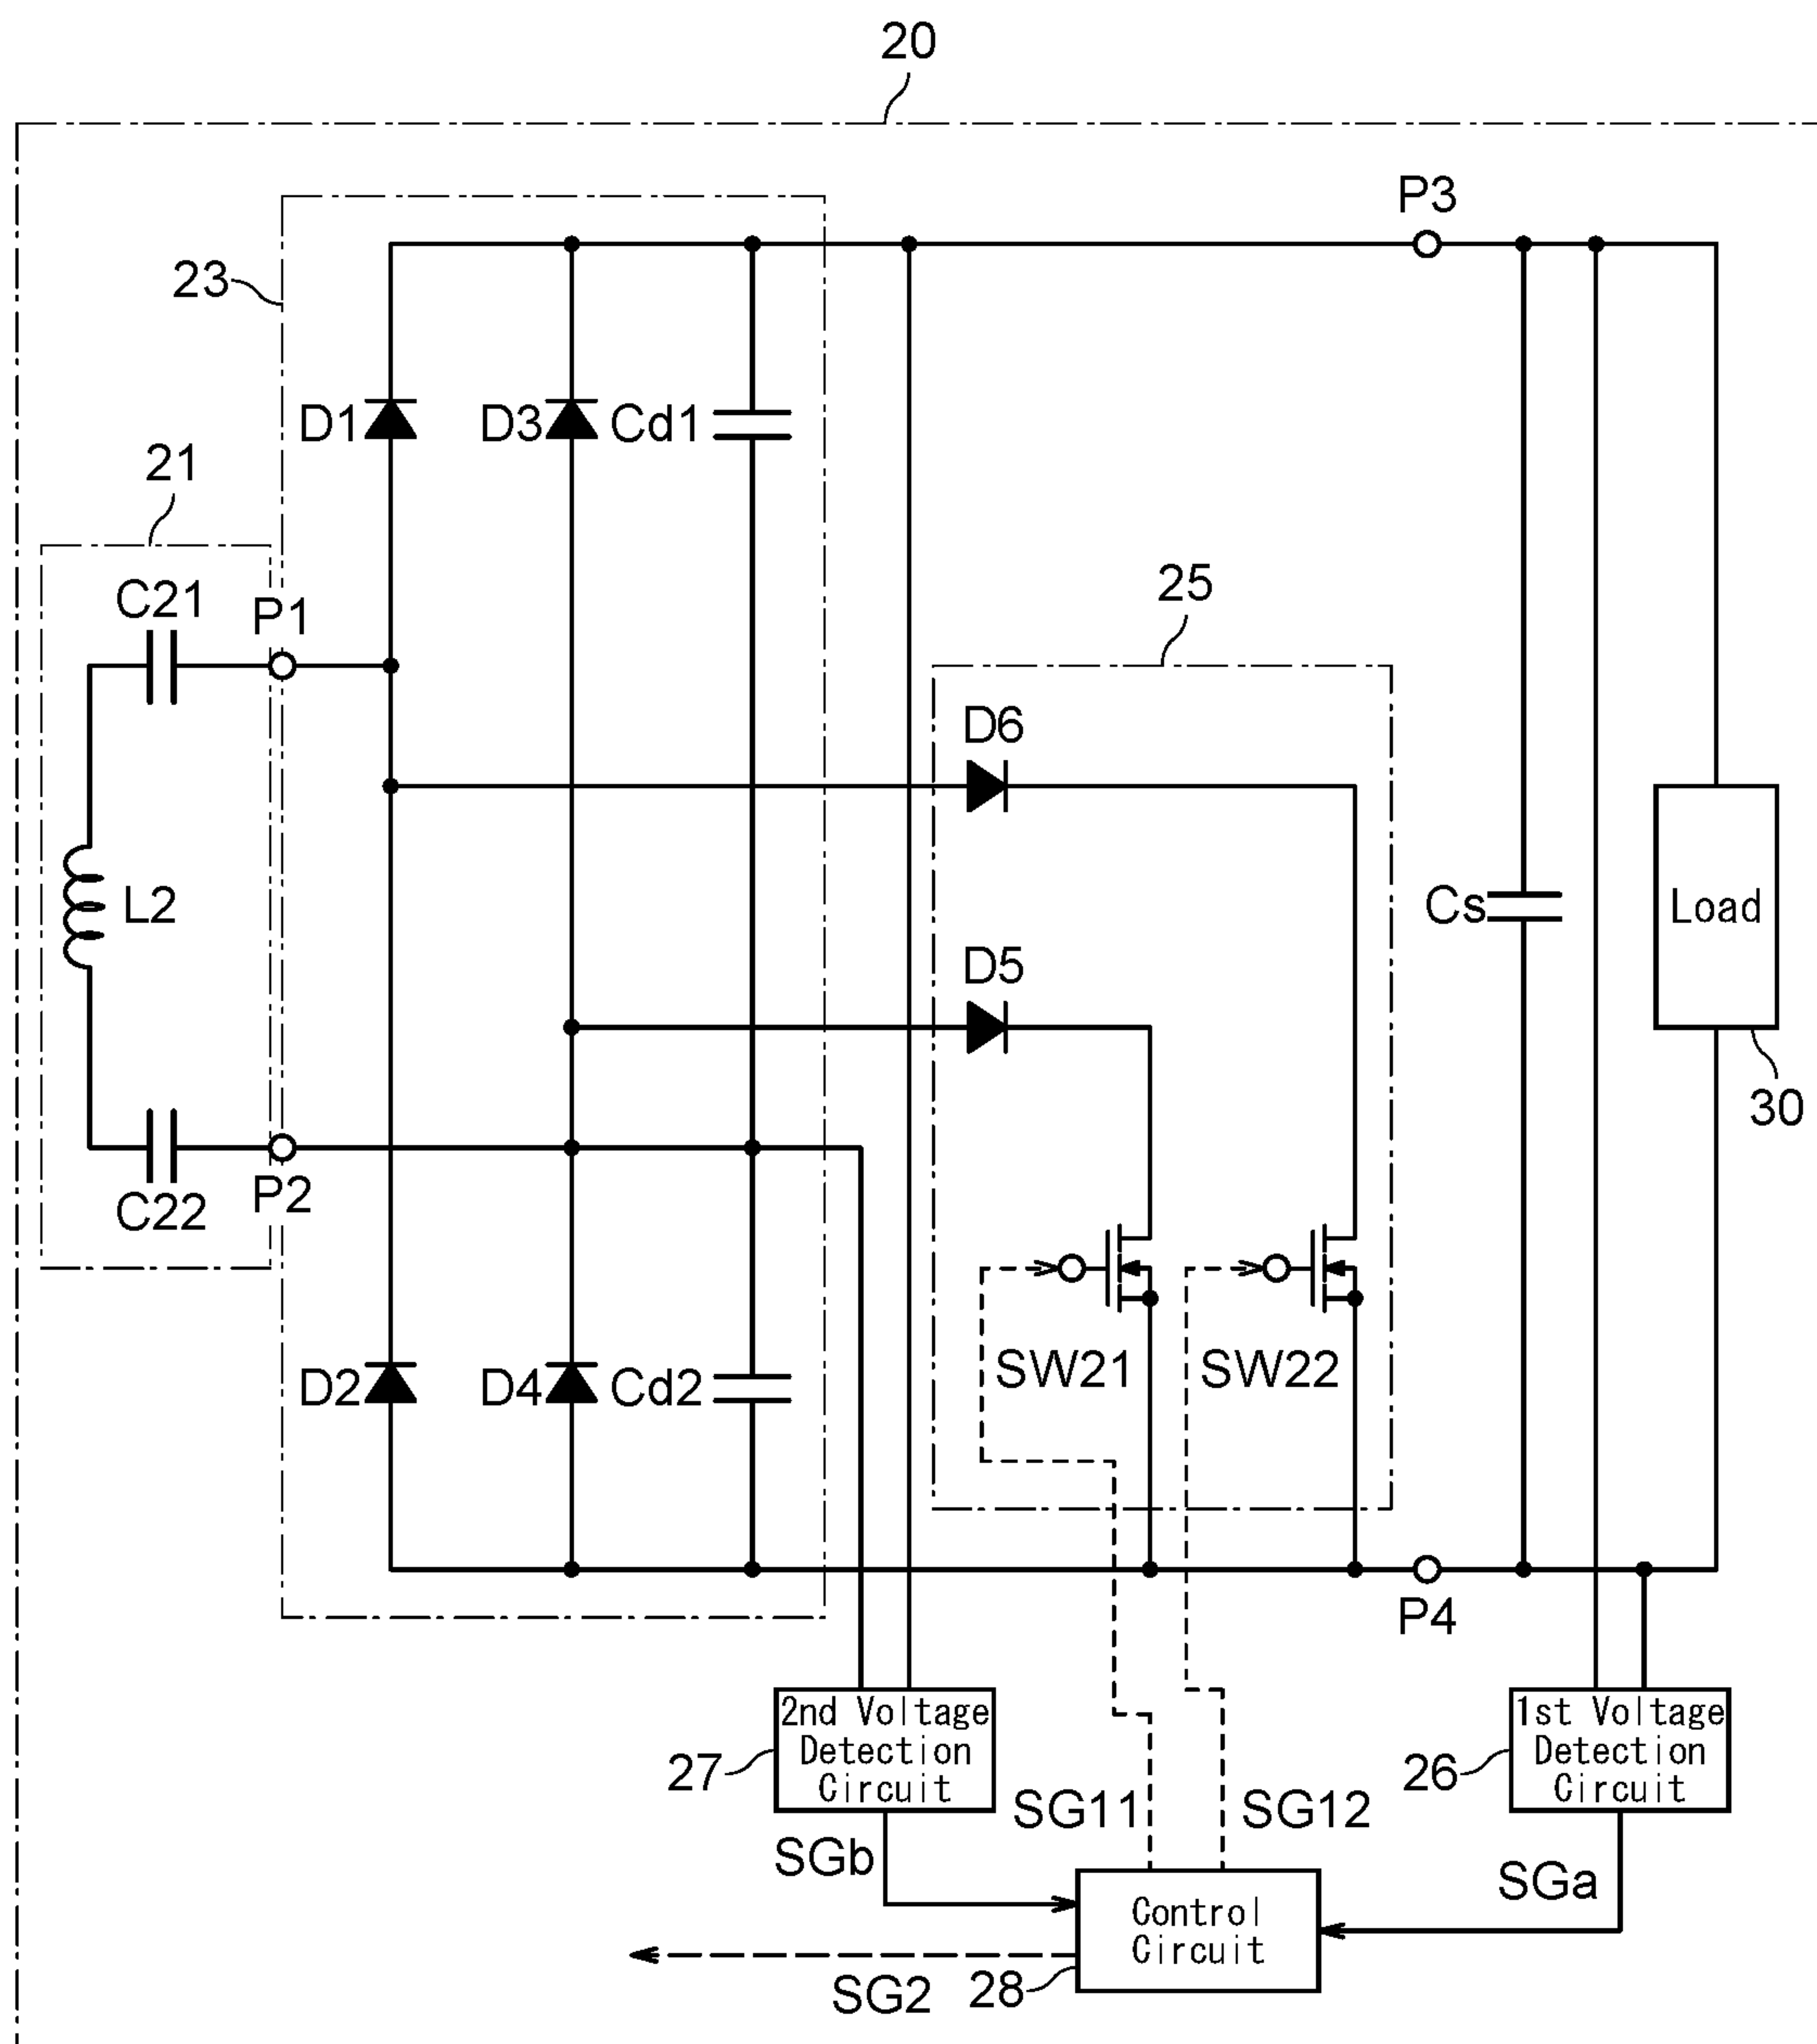 20
P3
23
D1
D3
Cd1
21
C21
P1
25
D6
L2
Cs
Load
D5
30
C22
P2
SW21
SW22
D2
D4
Cd2
P4
2nd Voltage
Detection
Circuit
27
1st Voltage
Detection
Circuit
26
SG11
SG12
SGb
SGa
Control
Circuit
SG2
28